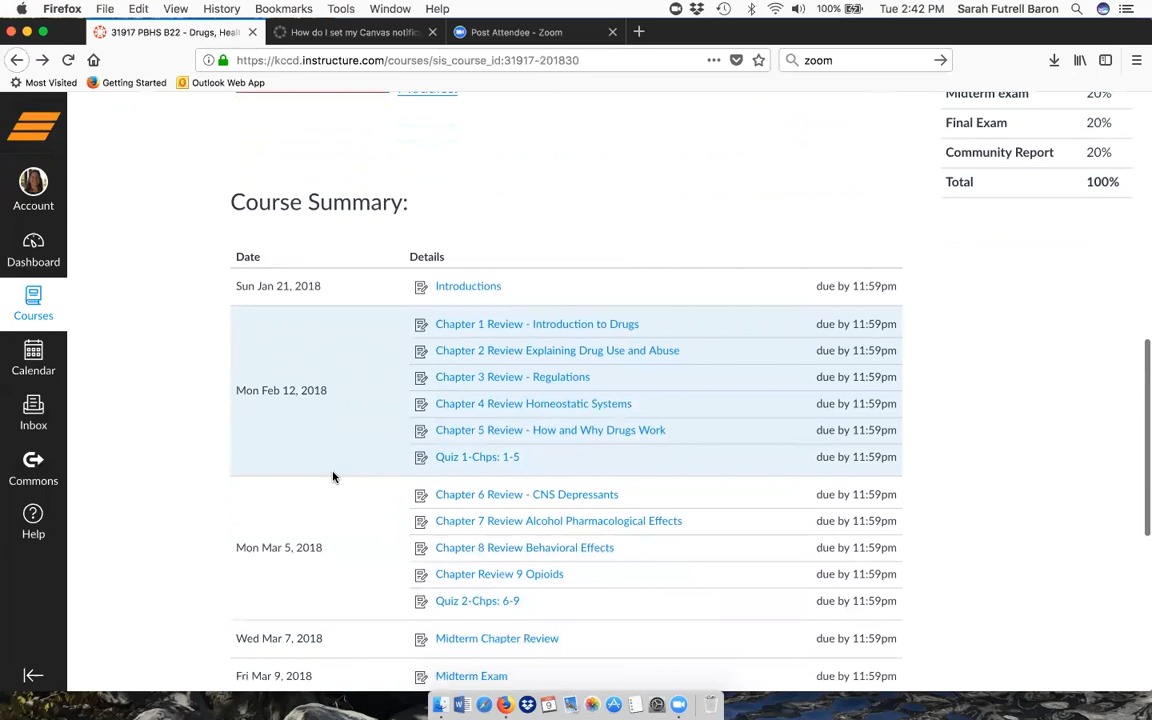 Firefox File Edit View History Bookmarks Tools Window Help 100% Tue 2:42 PM Sarah Futrell Baron
31917 PBHS B22 - Drugs, Heal How do I set my Canvas notific Post Attendee - Zoom
https://kccd.instructure.com/courses/sis_course_id:31917-201830 zoom
Most Visited Getting Started Outlook Web App
Midterm exam 20%
Final Exam 20%
Community Report 20%
Total 100%
Account
Dashboard
Courses
Calendar
Inbox
Commons
Help
Course Summary:
Date Details
Sun Jan 21, 2018 Introductions due by 11:59pm
Chapter 1 Review - Introduction to Drugs due by 11:59pm
Chapter 2 Review Explaining Drug Use and Abuse due by 11:59pm
Chapter 3 Review - Regulations due by 11:59pm
Mon Feb 12, 2018
Chapter 4 Review Homeostatic Systems due by 11:59pm
Chapter 5 Review - How and Why Drugs Work due by 11:59pm
Quiz 1-Chps: 1-5 due by 11:59pm
Chapter 6 Review - CNS Depressants due by 11:59pm
Chapter 7 Review Alcohol Pharmacological Effects due by 11:59pm
Mon Mar 5, 2018 Chapter 8 Review Behavioral Effects due by 11:59pm
Chapter Review 9 Opioids due by 11:59pm
Quiz 2-Chps: 6-9 due by 11:59pm
Wed Mar 7, 2018 Midterm Chapter Review due by 11:59pm
Fri Mar 9, 2018 Midterm Exam due by 11:59pm